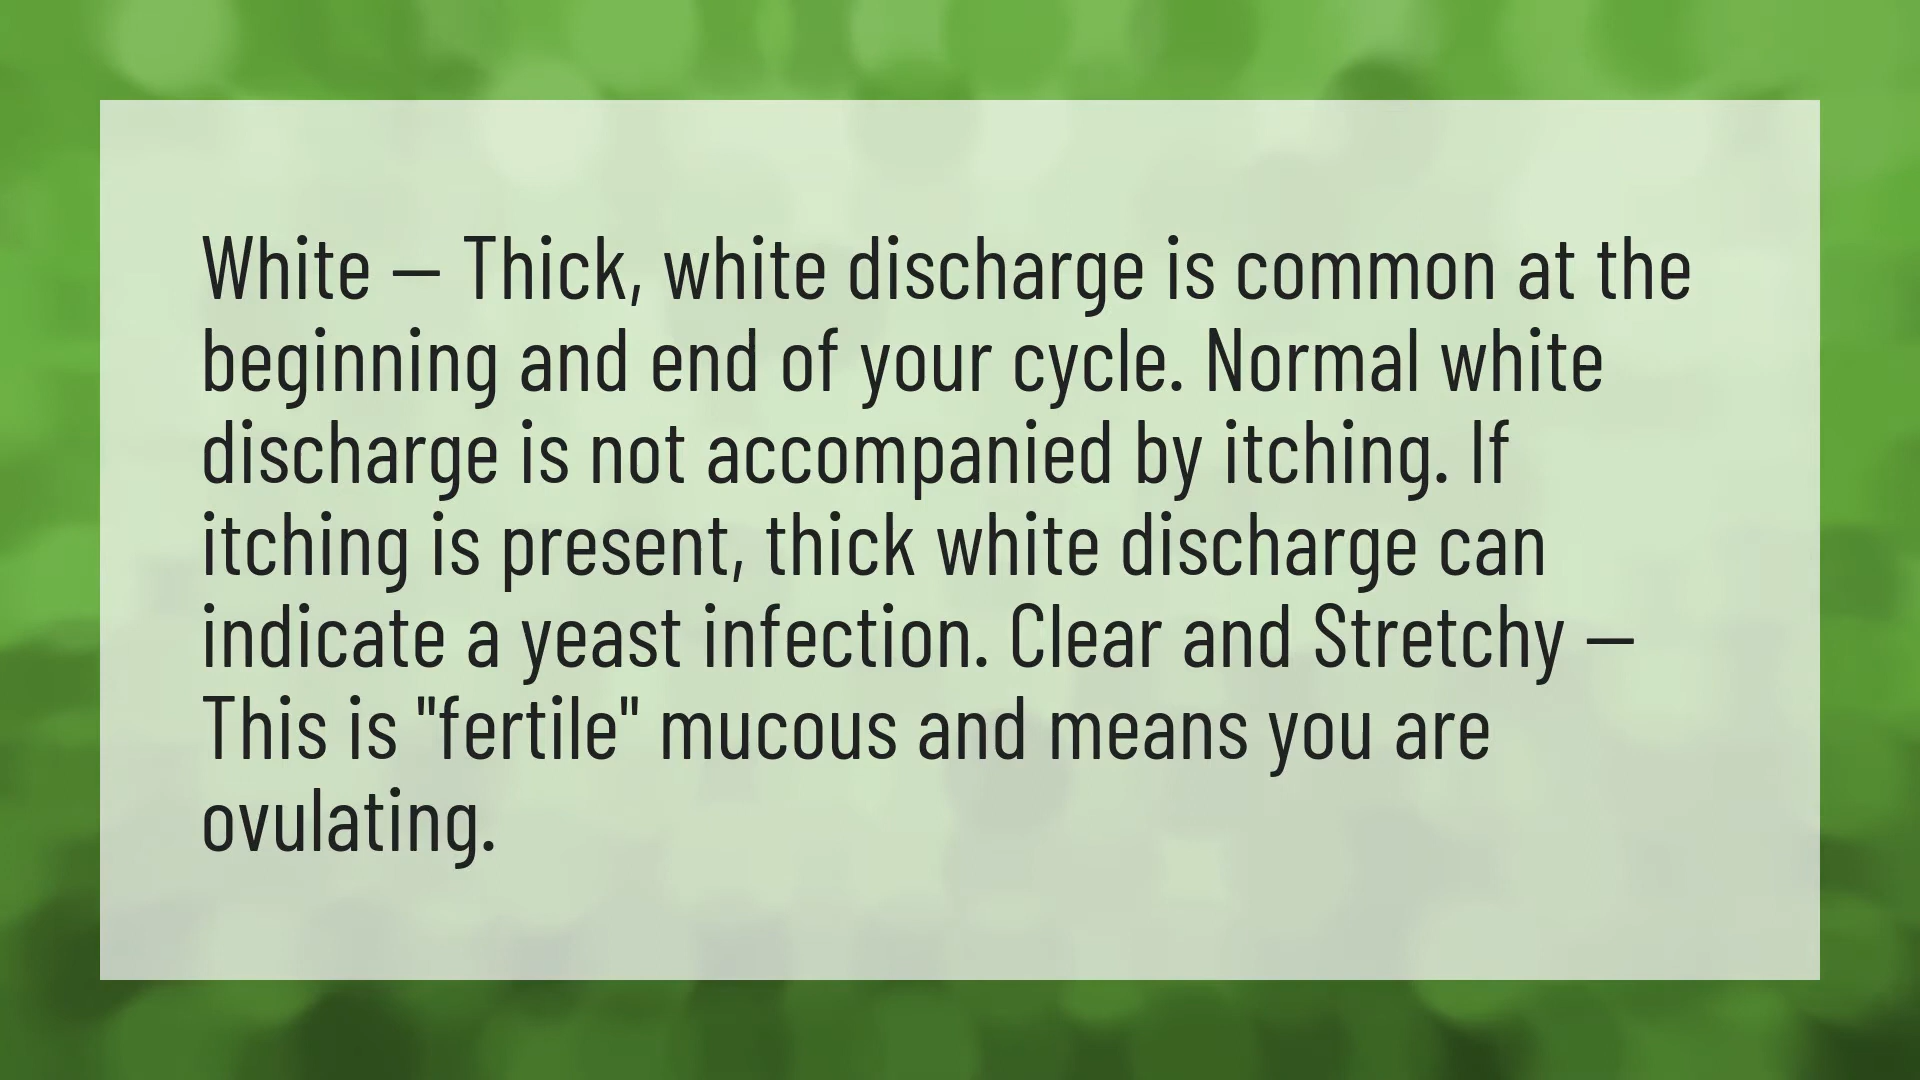 White – Thick, white discharge is common at the
beginning and end of your cycle. Normal white
discharge is not accompanied by itching. If
itching is present, thick white discharge can
indicate a yeast infection. Clear and Stretchy –
This is "fertile" mucous and means you are
ovulating.